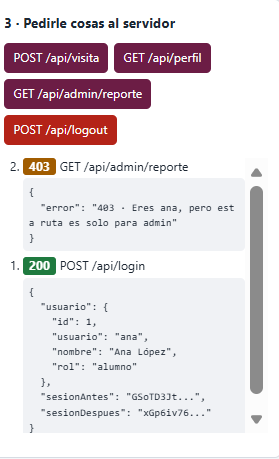 3 · Pedirle cosas al servidor
POST /api/visita
GET /api/perfil
GET /api/admin/reporte
POST /api/logout
2. 403 GET /api/admin/reporte
{
  "error": "403 · Eres ana, pero est
a ruta es solo para admin"
}
1. 200 POST /api/login
{
  "usuario": {
    "id": 1,
    "usuario": "ana",
    "nombre": "Ana López",
    "rol": "alumno"
  },
  "sesionAntes": "GSoTD3Jt...",
  "sesionDespues": "xGp6iv76..."
}